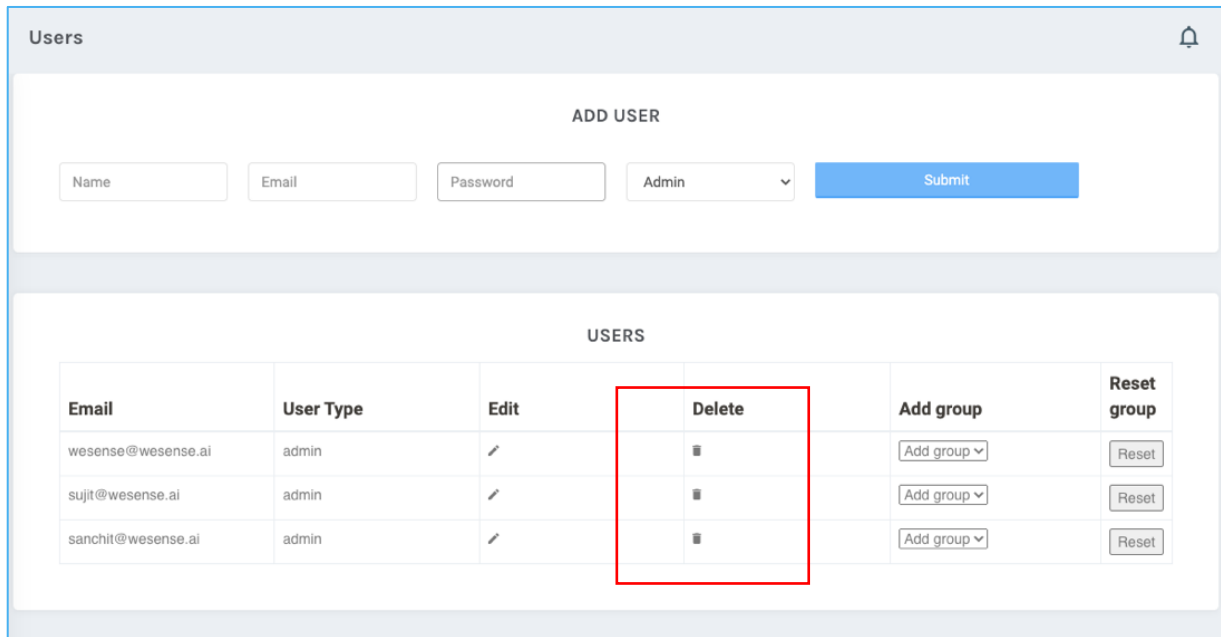 Users
ADD USER
Name Email Password Admin Submit
USERS
Email User Type Edit Delete Add group Reset group
wesense@wesense.ai admin Add group Reset
sujit@wesense.ai admin Add group Reset
sanchit@wesense.ai admin Add group Reset